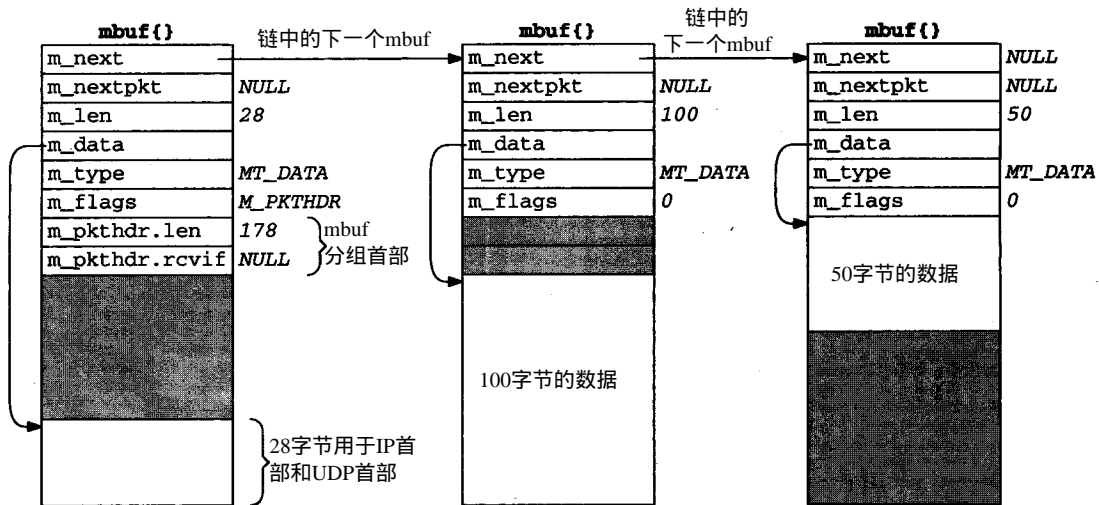 mbuf{}
m_next
m_nextpkt NULL
m_len 28
m_data
m_type MT_DATA
m_flags M_PKTHDR
m_pkthdr.len 178
m_pkthdr.rcvif NULL
mbuf
分组首部
28字节用于IP首
部和UDP首部
链中的下一个mbuf
mbuf{}
m_next
m_nextpkt NULL
m_len 100
m_data
m_type MT_DATA
m_flags 0
100字节的数据
链中的
下一个mbuf
mbuf{}
m_next NULL
m_nextpkt NULL
m_len 50
m_data
m_type MT_DATA
m_flags 0
50字节的数据